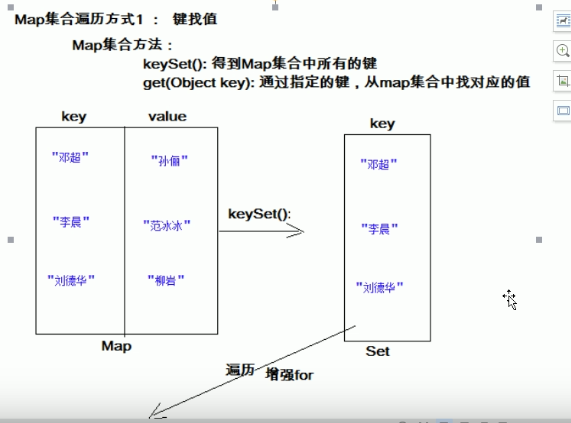 Map集合遍历方式1 ： 键找值
Map集合方法：
keySet(): 得到Map集合中所有的键
get(Object key): 通过指定的键，从map集合中找对应的值
key value
key
"邓超" "孙俪"
"邓超"
keySet():
"李晨" "范冰冰"
"李晨"
"刘德华" "柳岩"
"刘德华"
Map
Set
遍历 增强for